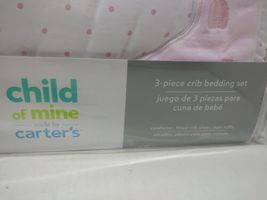 child
of mine
made by
carter's
3-piece crib bedding set
juego de 3 piezas para
cuna de bebé